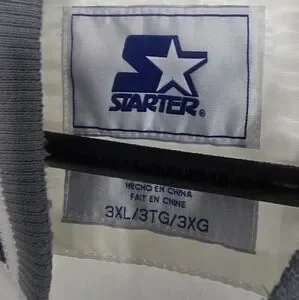 STARTER®
HECHO EN CHINA
FAIT EN CHINE
3XL/3TG/3XG